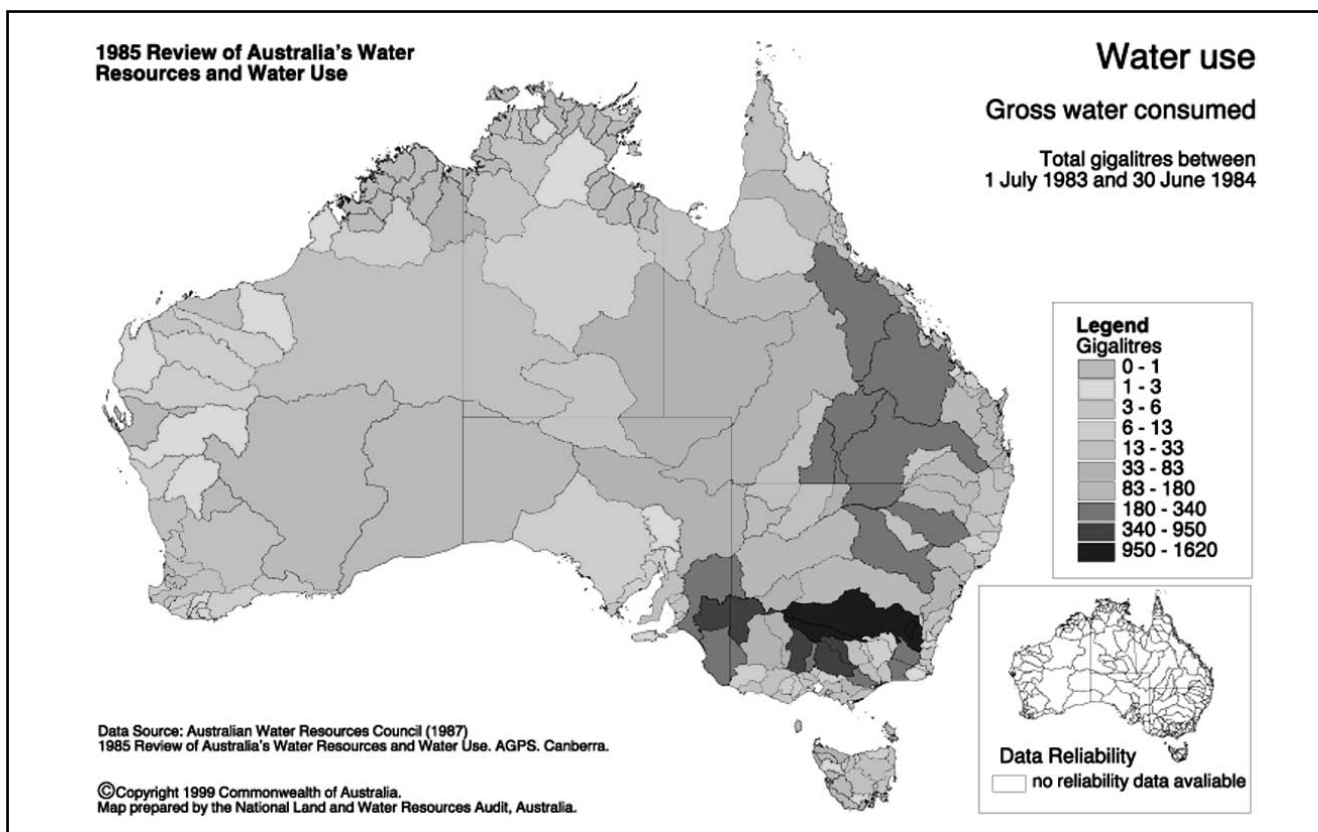 1985 Review of Australia's Water
Resources and Water Use
Water use
Gross water consumed
Total gigalitres between
1 July 1983 and 30 June 1984
Legend
Gigalitres
0 - 1
1 - 3
3 - 6
6 - 13
13 - 33
33 - 83
83 - 180
180 - 340
340 - 950
950 - 1620
Data Reliability
no reliability data avaliable
Data Source: Australian Water Resources Council (1987)
1985 Review of Australia's Water Resources and Water Use. AGPS. Canberra.
©Copyright 1999 Commonwealth of Australia.
Map prepared by the National Land and Water Resources Audit, Australia.